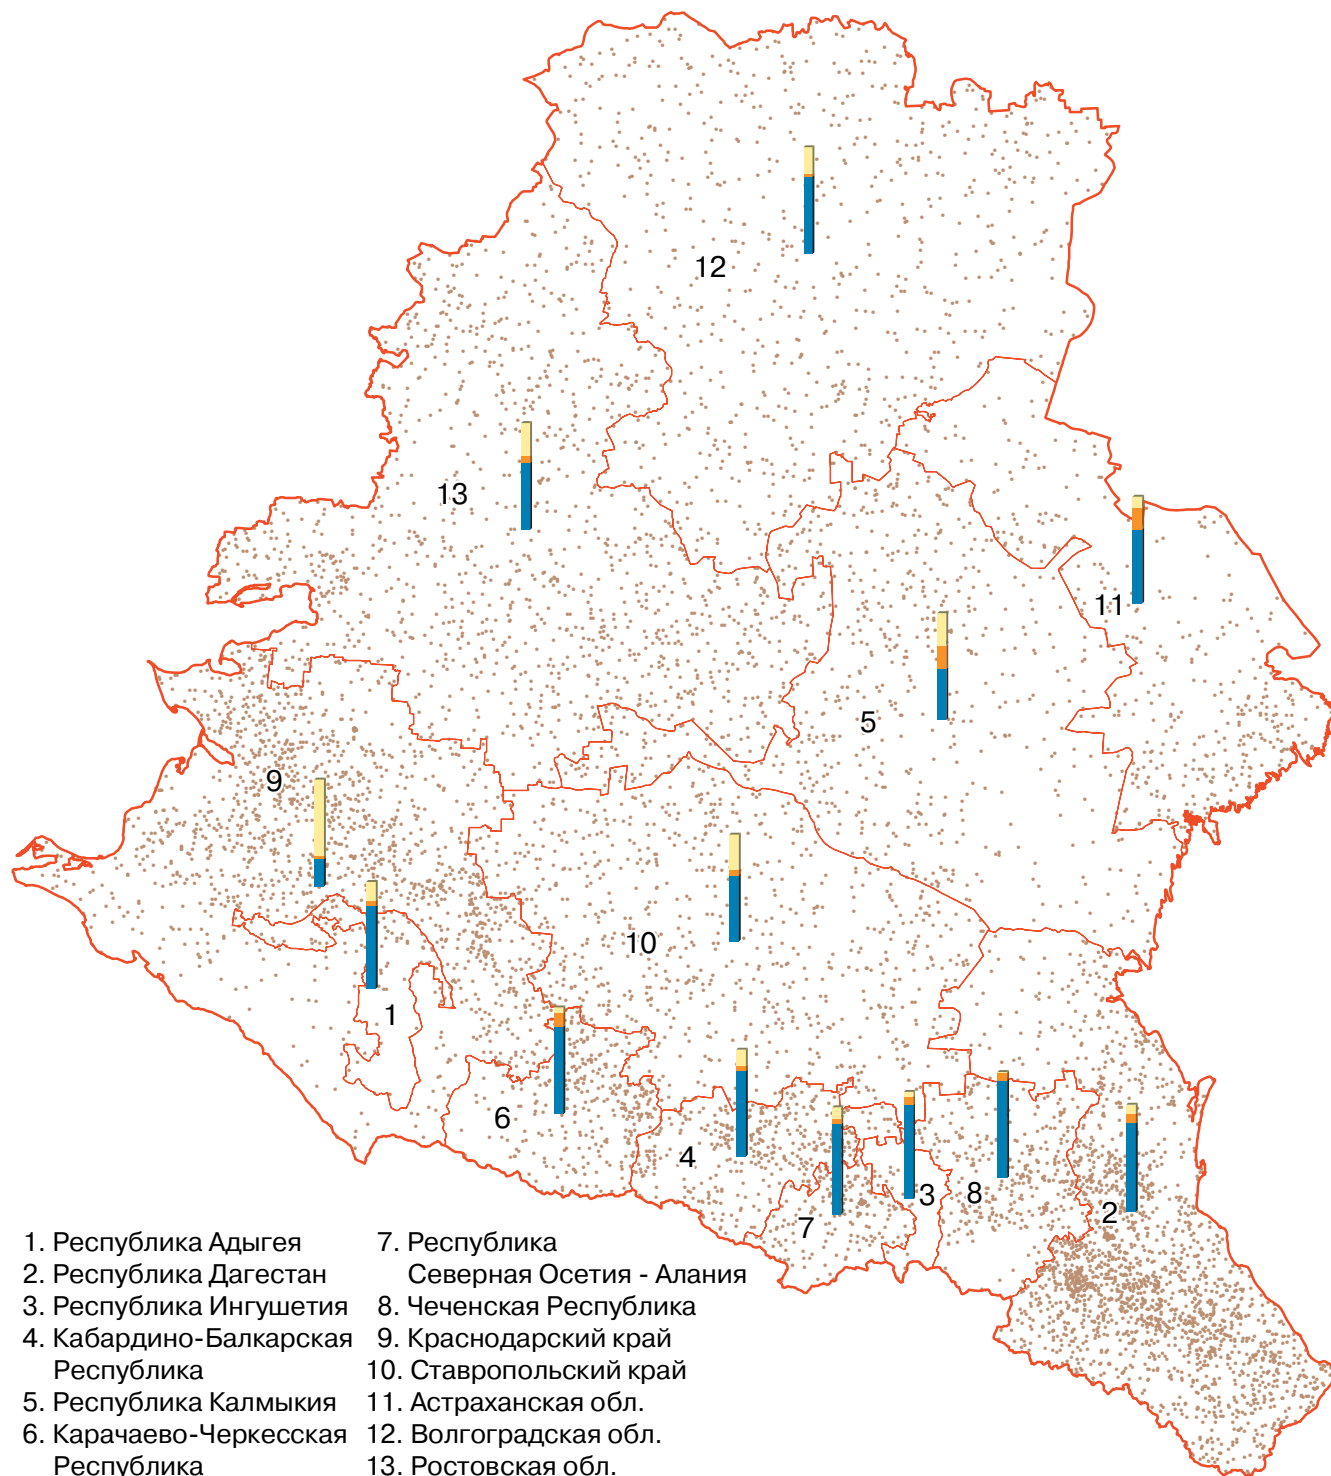 12
13
11
5
9
10
1
6
4
3
8
2
7
1. Республика Адыгея
2. Республика Дагестан
3. Республика Ингушетия
4. Кабардино-Балкарская
Республика
5. Республика Калмыкия
6. Карачаево-Черкесская
Республика
7. Республика
Северная Осетия - Алания
8. Чеченская Республика
9. Краснодарский край
10. Ставропольский край
11. Астраханская обл.
12. Волгоградская обл.
13. Ростовская обл.